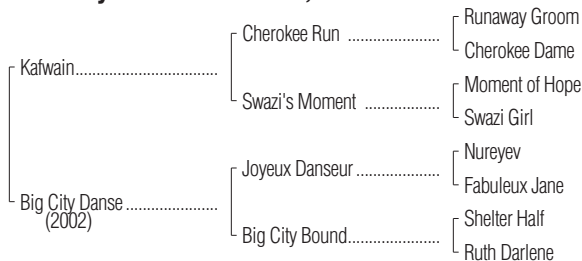 Runaway Groom
Cherokee Run
Cherokee Dame
Kafwain
Moment of Hope
Swazi's Moment
Swazi Girl
Nureyev
Joyeux Danseur
Fabuleux Jane
Big City Danse
(2002)
Shelter Half
Big City Bound
Ruth Darlene